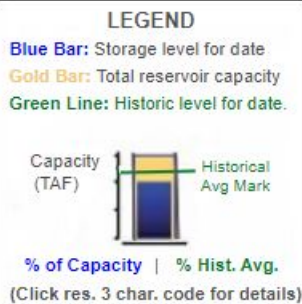 LEGEND
Blue Bar: Storage level for date
Gold Bar: Total reservoir capacity
Green Line: Historic level for date.
Capacity
(TAF)
Historical
Avg Mark
% of Capacity | % Hist. Avg.
(Click res. 3 char. code for details)